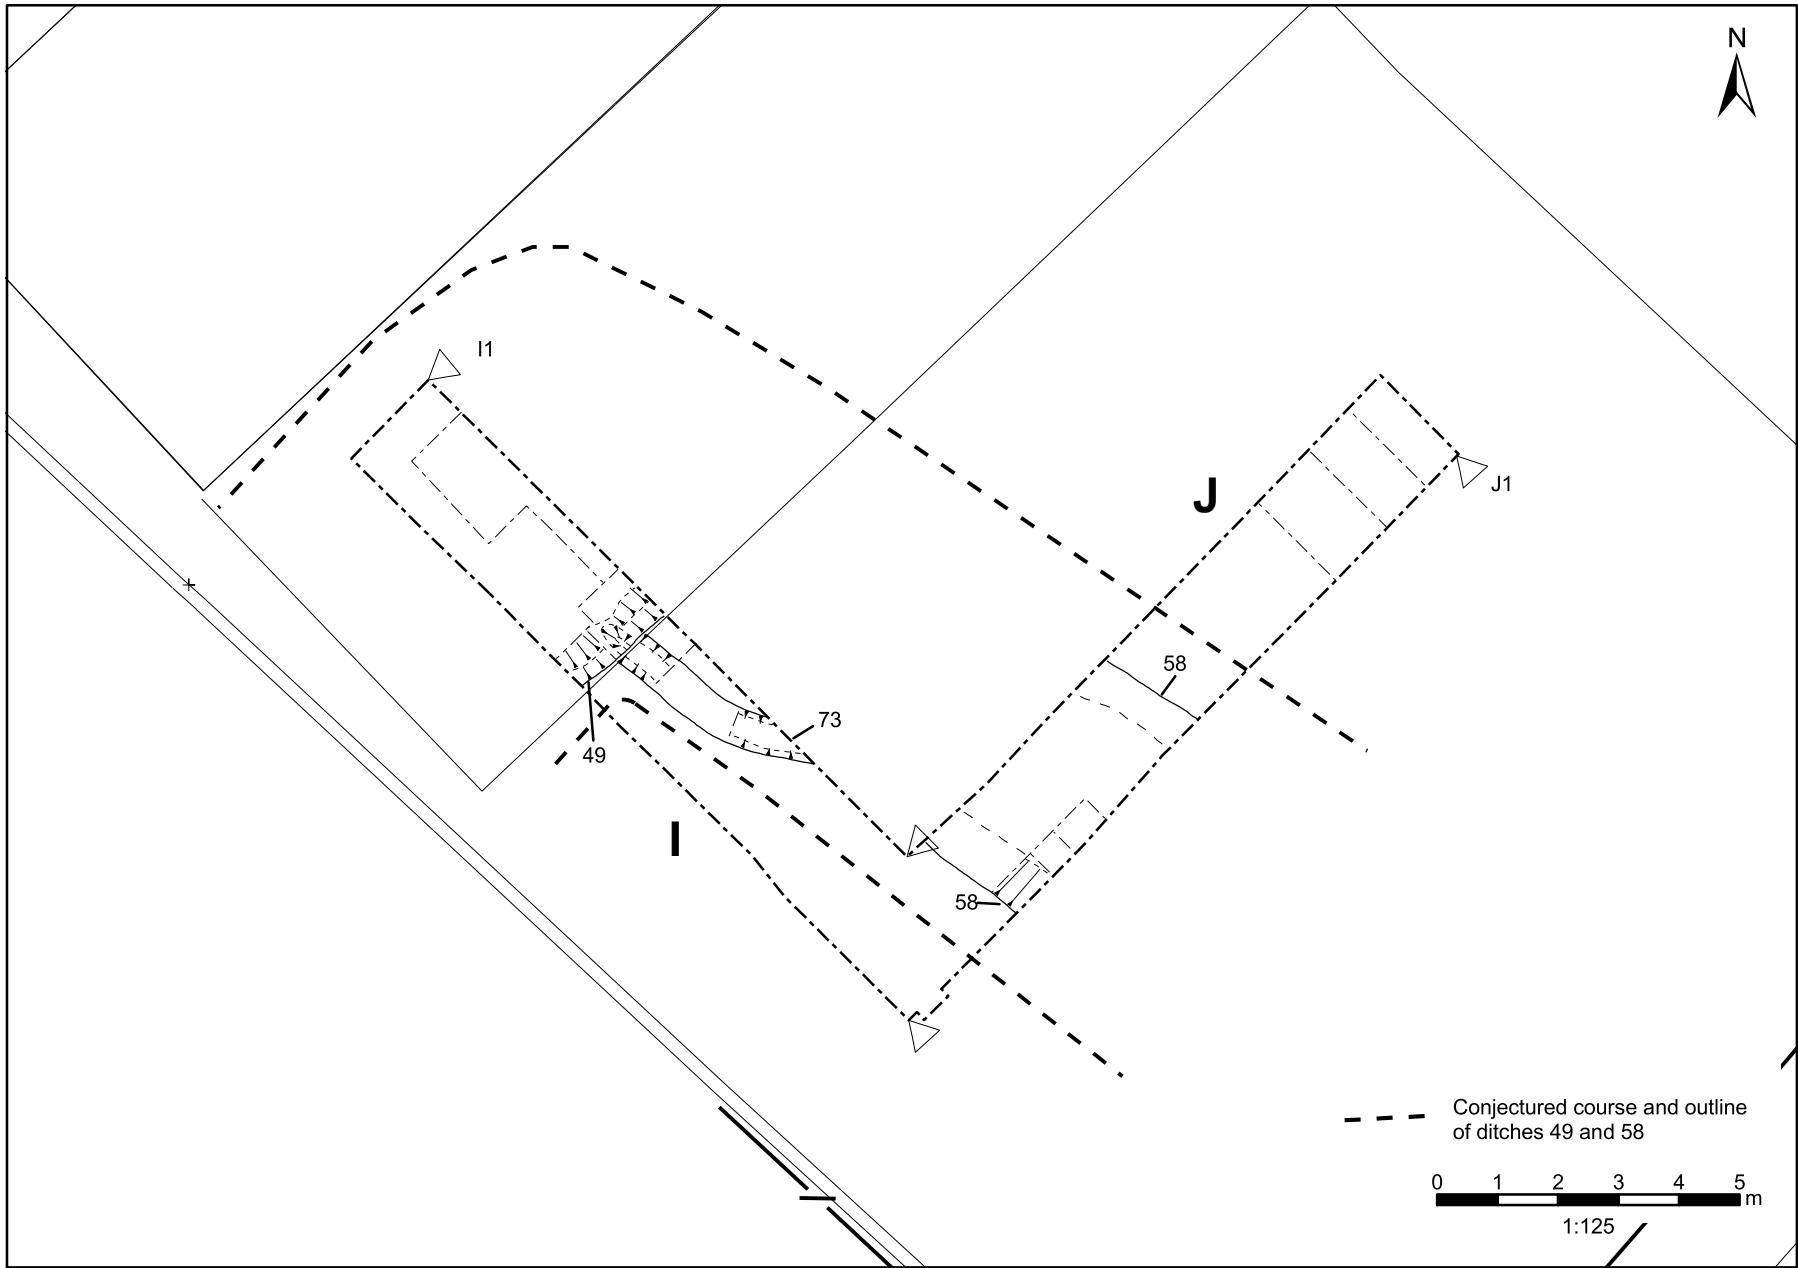 N
I1
J
J1
58
73
49
I
58
Conjectured course and outline
of ditches 49 and 58
0 1 2 3 4 5 m
1:125